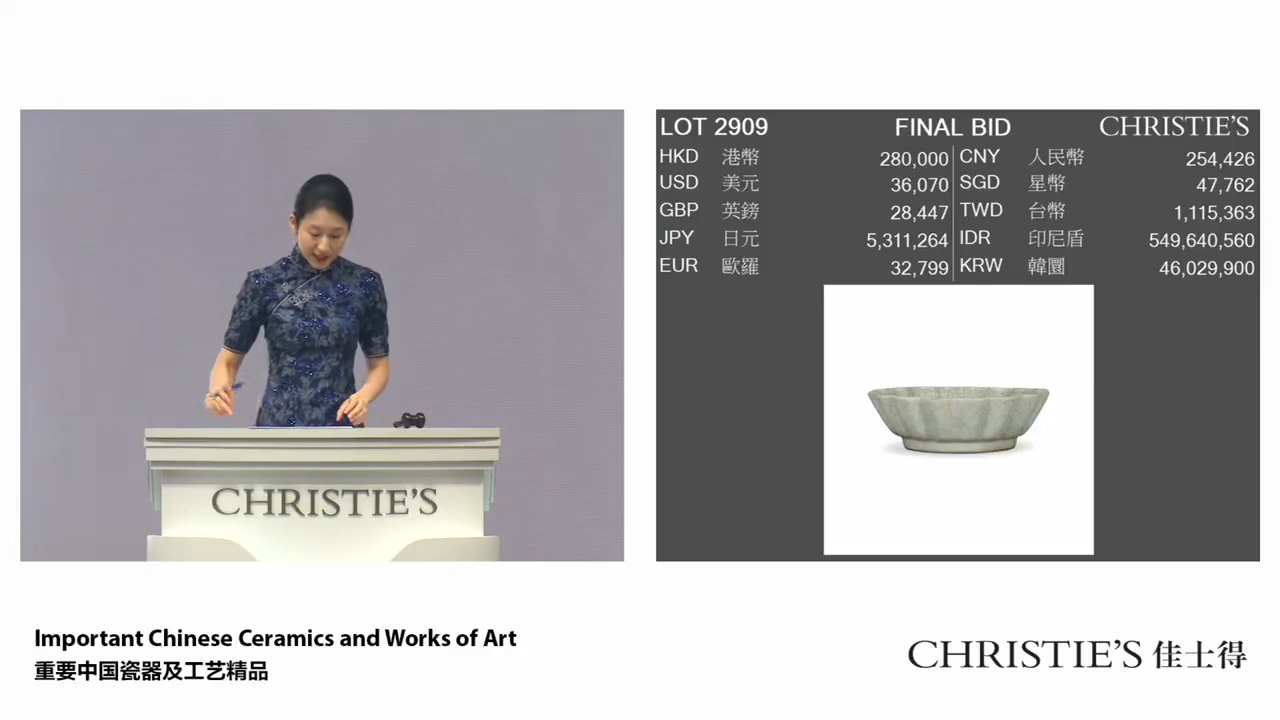 LOT 2909 FINAL BID CHRISTIE'S
HKD 港幣 280,000 CNY 人民幣 254,426
USD 美元 36,070 SGD 星幣 47,762
GBP 英鎊 28,447 TWD 台幣 1,115,363
JPY 日元 5,311,264 IDR 印尼盾 549,640,560
EUR 歐羅 32,799 KRW 韓圜 46,029,900
CHRISTIE'S
Important Chinese Ceramics and Works of Art
重要中国瓷器及工艺精品
CHRISTIE'S 佳士得